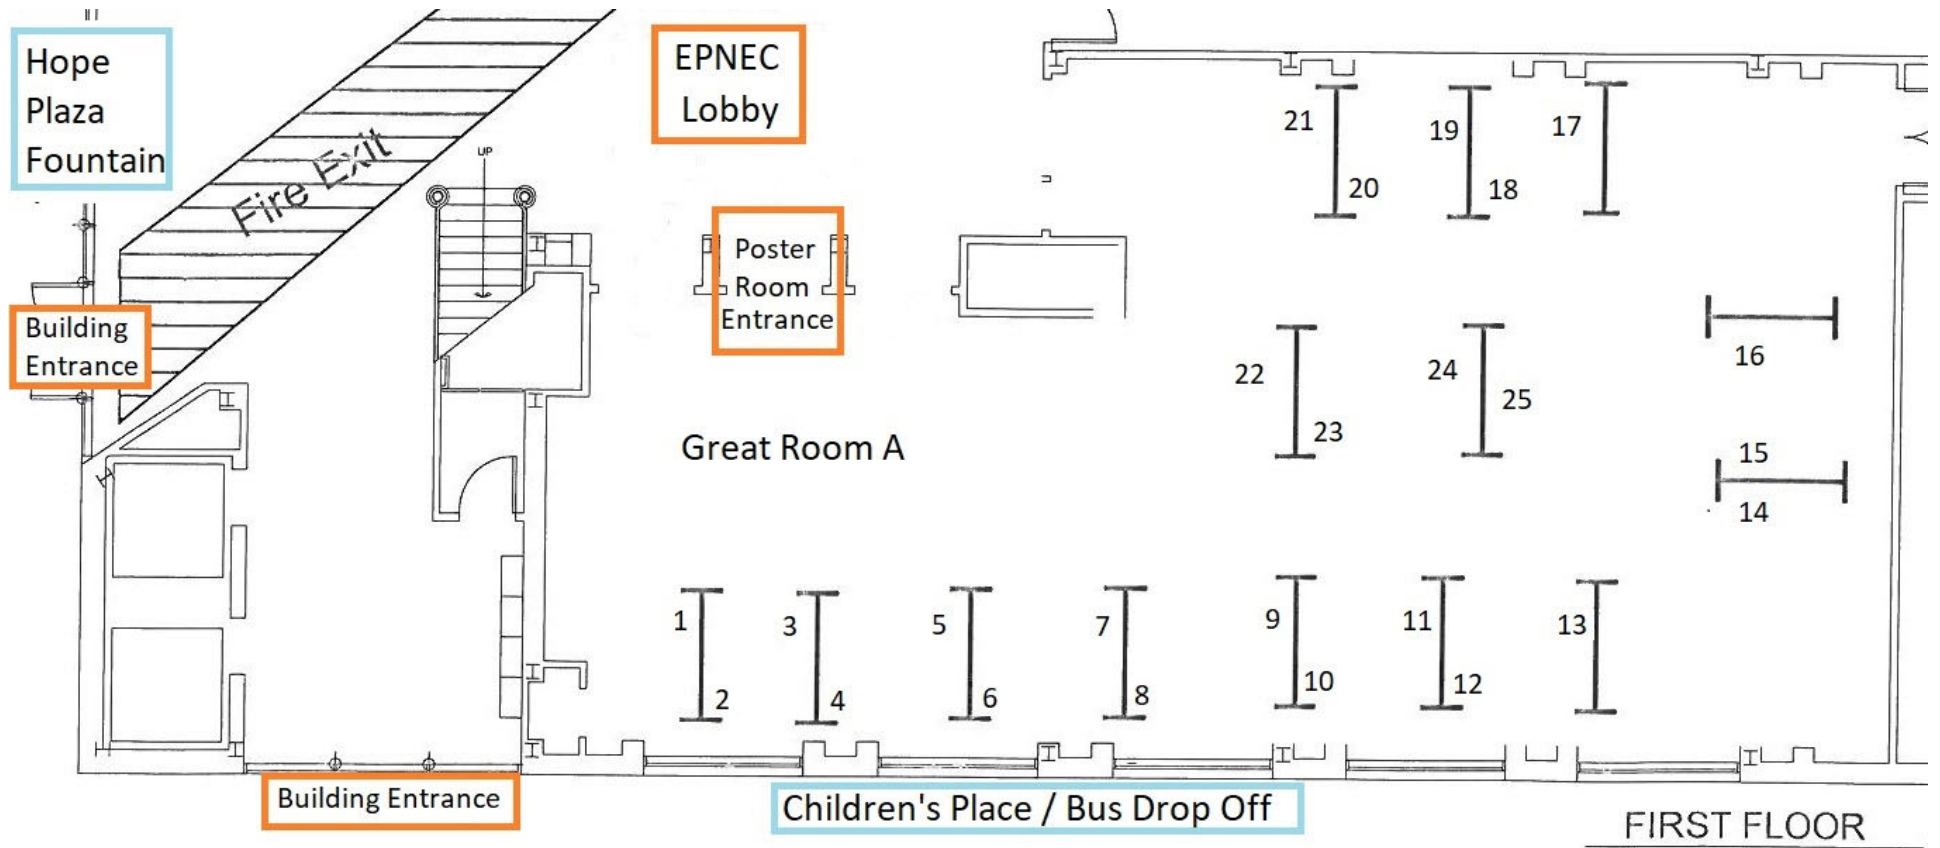 Hope
Plaza
Fountain
EPNEC
Lobby
Fire Exit
UP
Building
Entrance
Poster
Room
Entrance
Great Room A
21
20
19
18
17
16
15
14
22
23
24
25
1
2
3
4
5
6
7
8
9
10
11
12
13
Building Entrance
Children's Place / Bus Drop Off
FIRST FLOOR